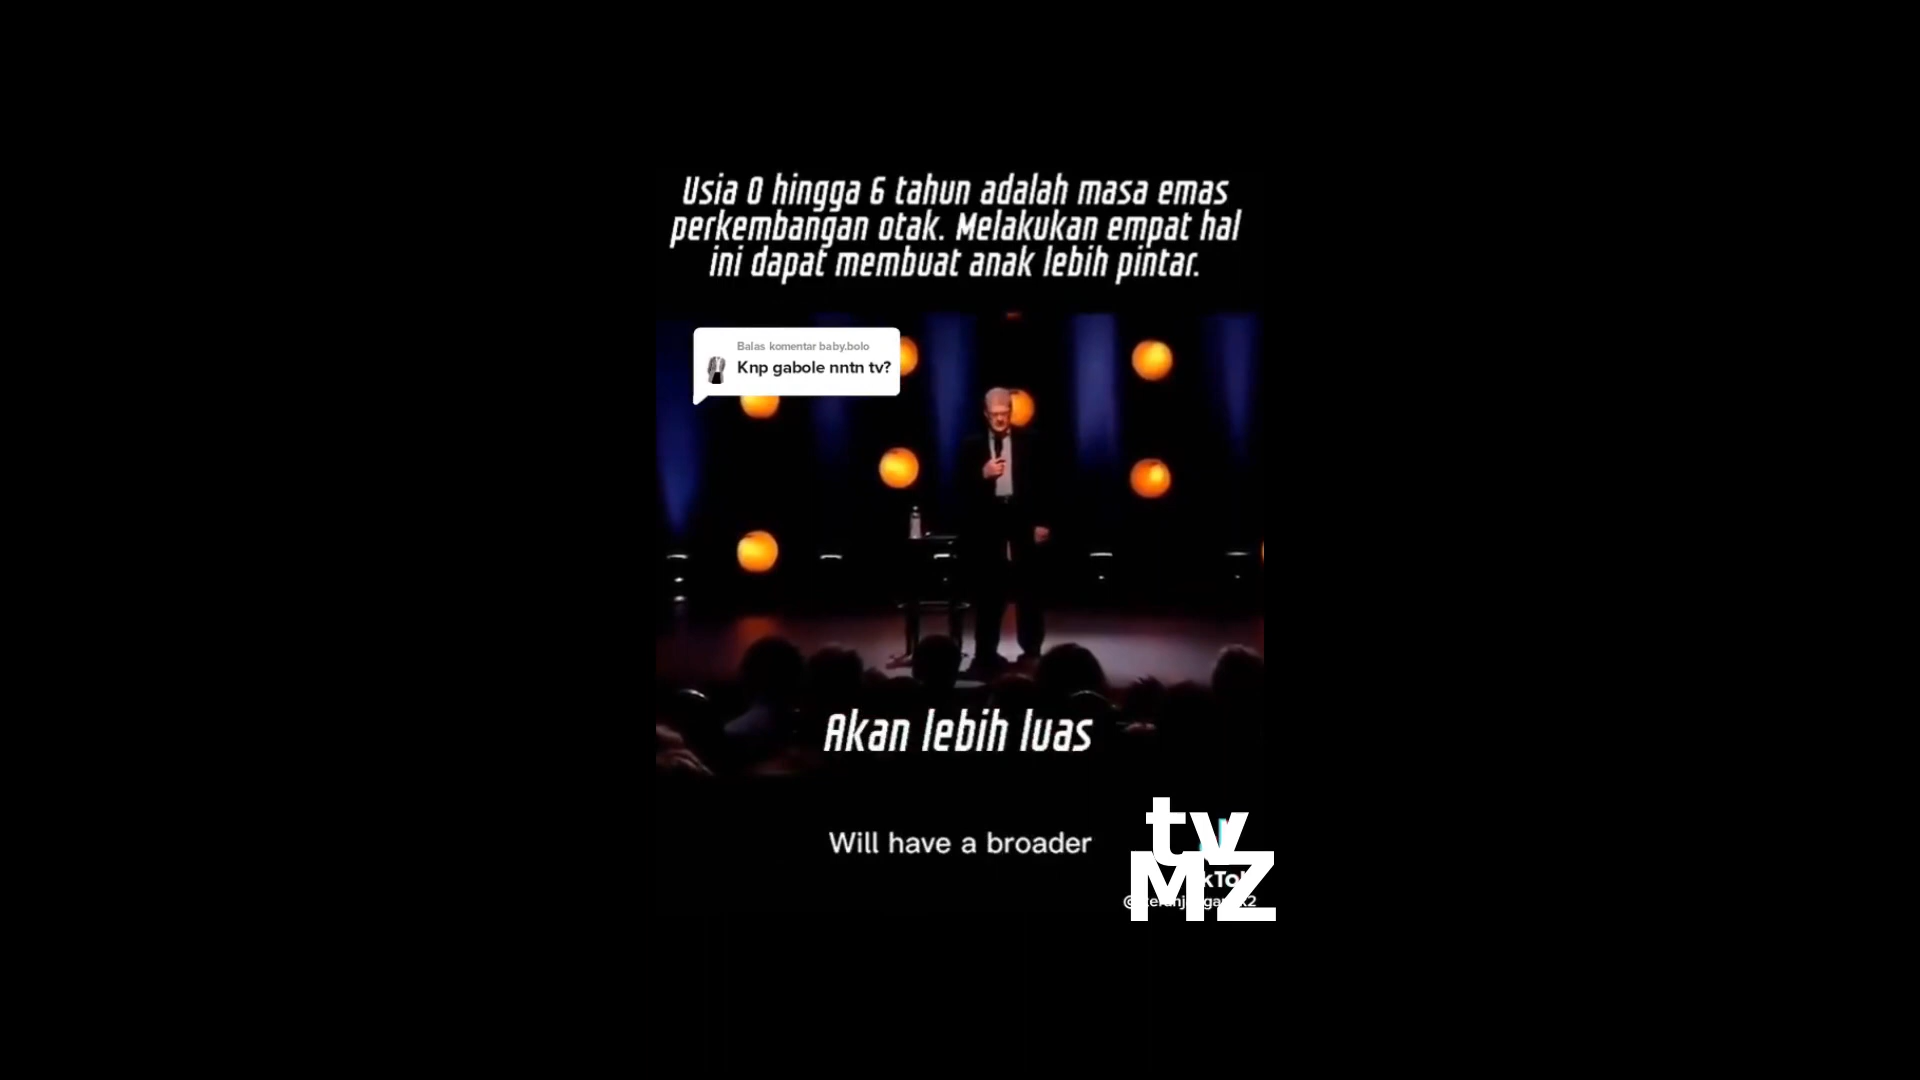 Usia 0 hingga 6 tahun adalah masa emas
perkembangan otak. Melakukan empat hal
ini dapat membuat anak lebih pintar.
Balas komentar baby.bolo
Knp gabole nntn tv?
Akan lebih luas
Will have a broader
tv
MZ